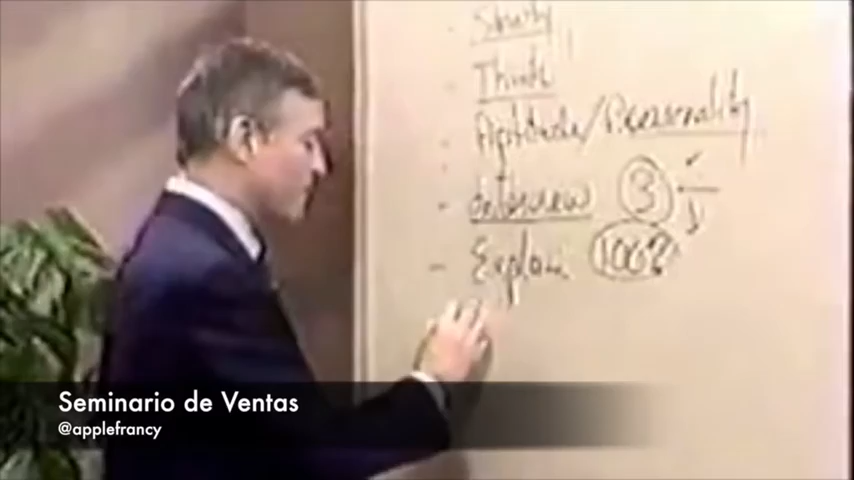 - Study
- Think
- Aptitude/Personality
- Interview 3 ✓
- Explain 100%
Seminario de Ventas
@applefrancy